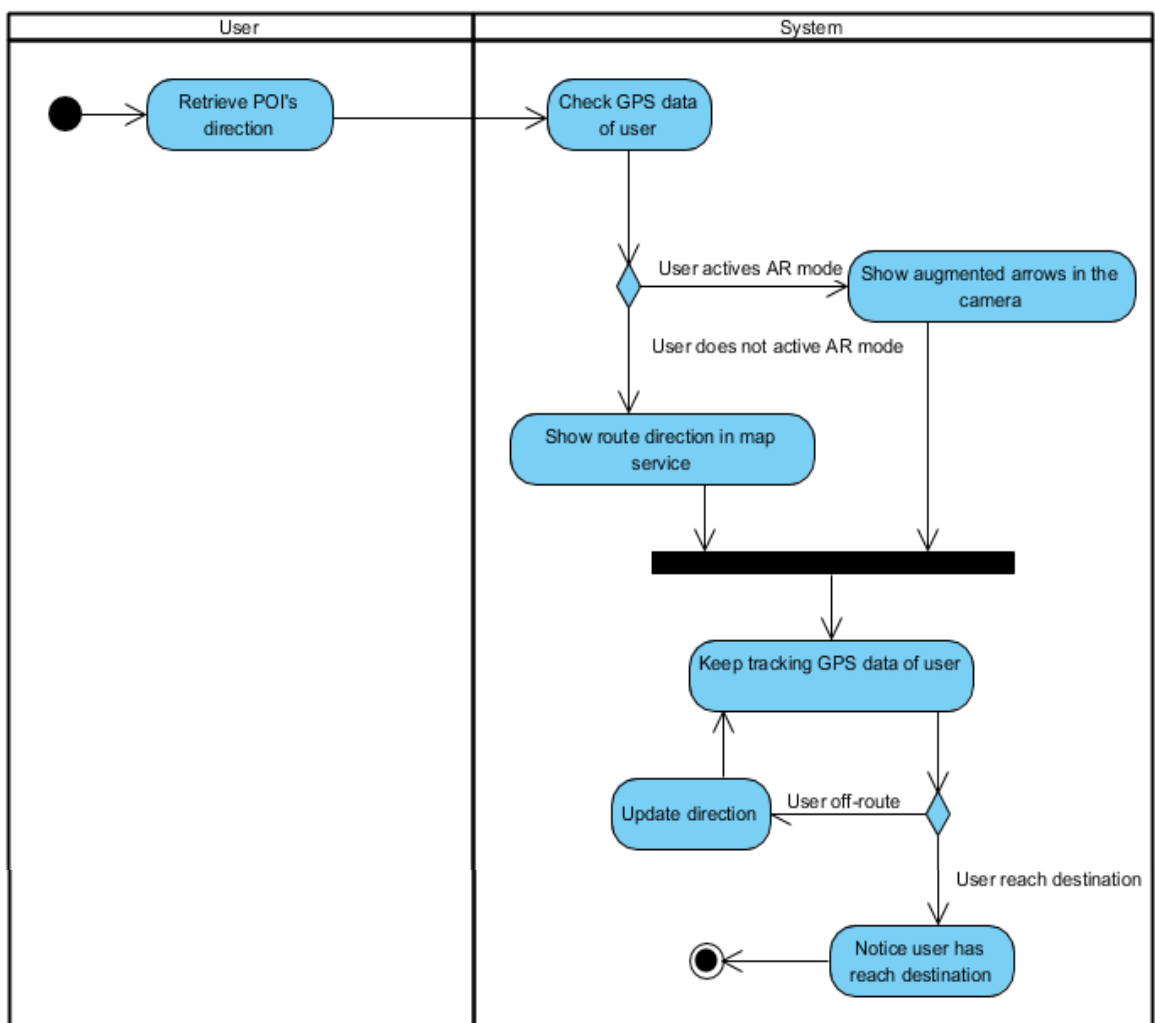 User
System
Retrieve POI's
direction
Check GPS data
of user
User actives AR mode
Show augmented arrows in the
camera
User does not active AR mode
Show route direction in map
service
Keep tracking GPS data of user
Update direction
User off-route
User reach destination
Notice user has
reach destination